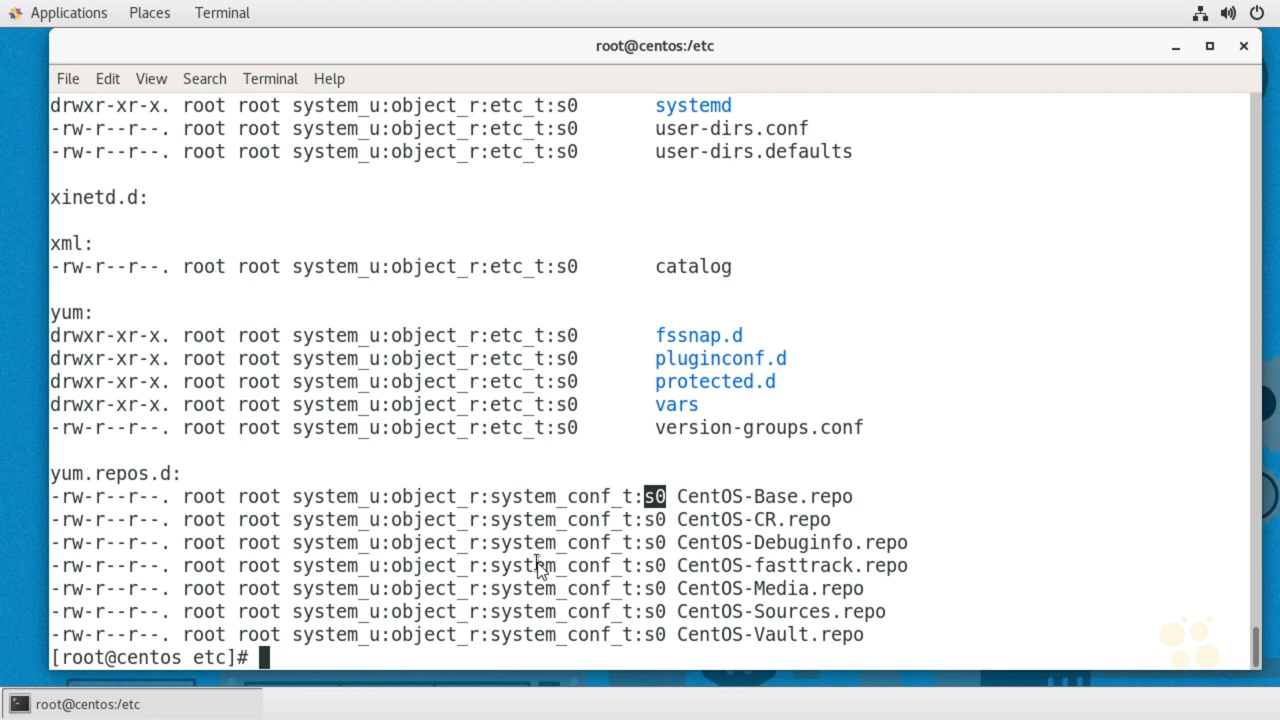 Applications Places Terminal
root@centos:/etc
File Edit View Search Terminal Help
drwxr-xr-x. root root system_u:object_r:etc_t:s0 systemd
-rw-r--r--. root root system_u:object_r:etc_t:s0 user-dirs.conf
-rw-r--r--. root root system_u:object_r:etc_t:s0 user-dirs.defaults
xinetd.d:
xml:
-rw-r--r--. root root system_u:object_r:etc_t:s0 catalog
yum:
drwxr-xr-x. root root system_u:object_r:etc_t:s0 fssnap.d
drwxr-xr-x. root root system_u:object_r:etc_t:s0 pluginconf.d
drwxr-xr-x. root root system_u:object_r:etc_t:s0 protected.d
drwxr-xr-x. root root system_u:object_r:etc_t:s0 vars
-rw-r--r--. root root system_u:object_r:etc_t:s0 version-groups.conf
yum.repos.d:
-rw-r--r--. root root system_u:object_r:system_conf_t:s0 CentOS-Base.repo
-rw-r--r--. root root system_u:object_r:system_conf_t:s0 CentOS-CR.repo
-rw-r--r--. root root system_u:object_r:system_conf_t:s0 CentOS-Debuginfo.repo
-rw-r--r--. root root system_u:object_r:system_conf_t:s0 CentOS-fasttrack.repo
-rw-r--r--. root root system_u:object_r:system_conf_t:s0 CentOS-Media.repo
-rw-r--r--. root root system_u:object_r:system_conf_t:s0 CentOS-Sources.repo
-rw-r--r--. root root system_u:object_r:system_conf_t:s0 CentOS-Vault.repo
[root@centos etc]#
root@centos:/etc